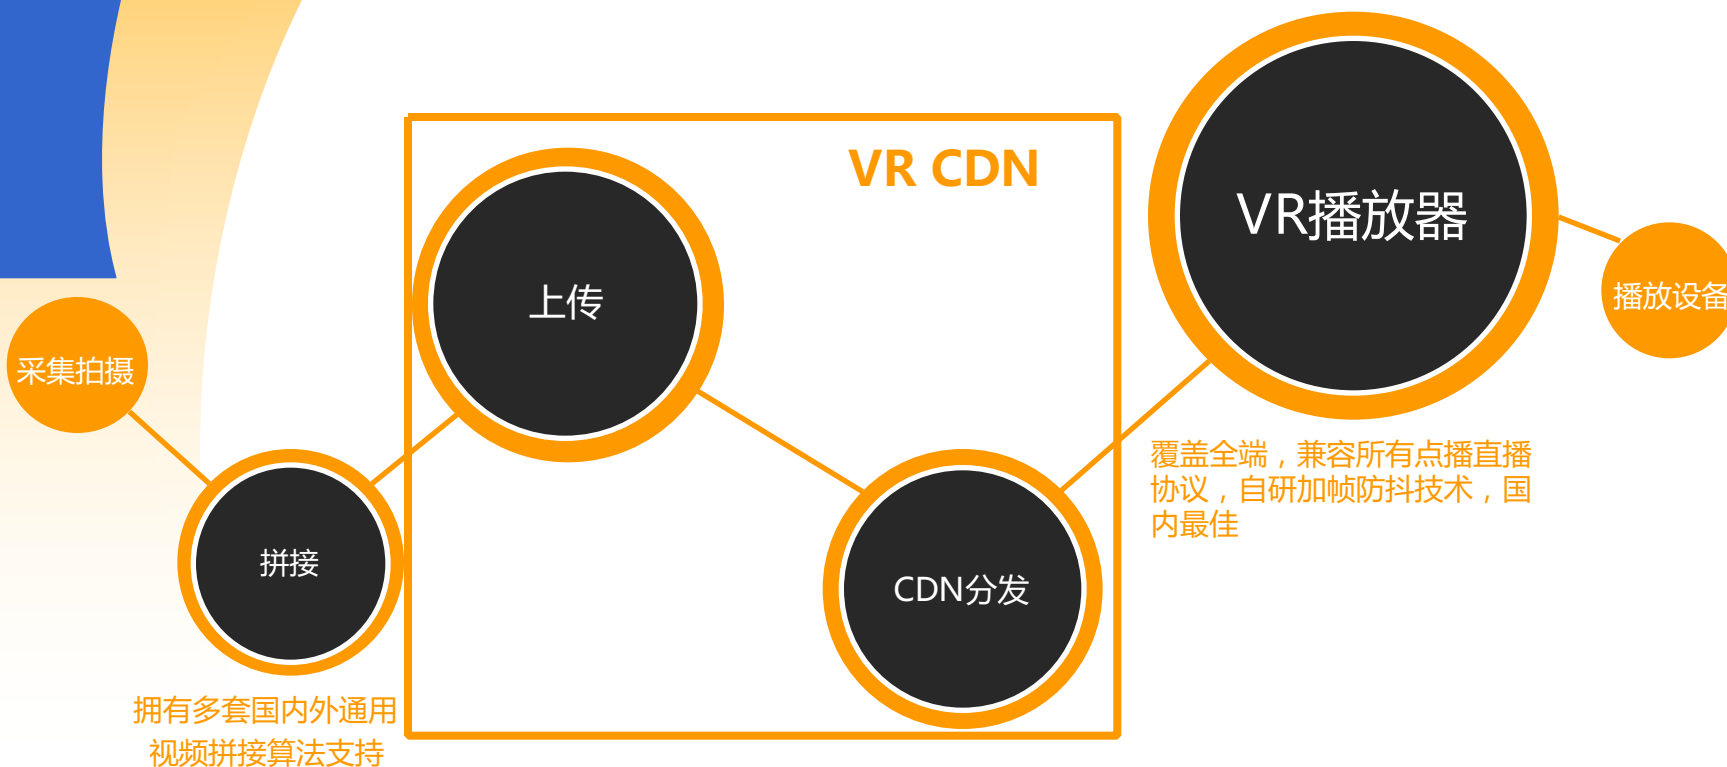 VR CDN
VR播放器
上传
播放设备
采集拍摄
拼接
CDN分发
覆盖全端，兼容所有点播直播
协议，自研加帧防抖技术，国
内最佳
拥有多套国内外通用
视频拼接算法支持